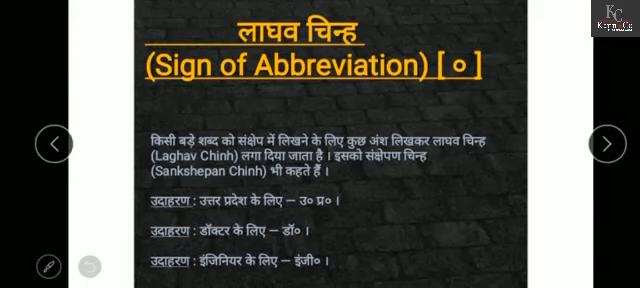 KC
लाघव चिन्ह
(Sign of Abbreviation) [ ० ]
किसी बड़े शब्द को संक्षेप में लिखने के लिए कुछ अंश लिखकर लाघव चिन्ह
(Laghav Chinh) लगा दिया जाता है । इसको संक्षेपण चिन्ह
(Sankshepan Chinh) भी कहते हैं ।
उदाहरण : उत्तर प्रदेश के लिए — उ० प्र० ।
उदाहरण : डॉक्टर के लिए — डॉ० ।
उदाहरण : इंजिनियर के लिए — इंजी० ।